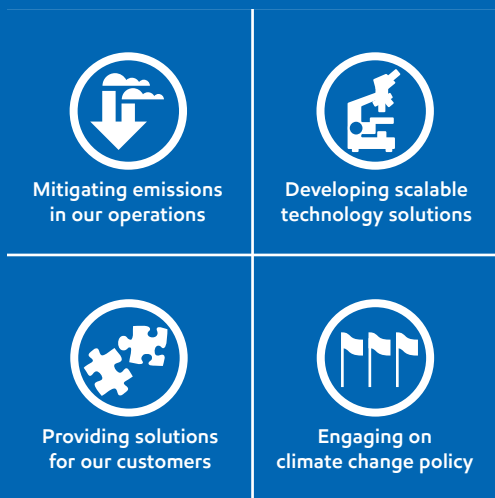 Mitigating emissions
in our operations
Developing scalable
technology solutions
Providing solutions
for our customers
Engaging on
climate change policy